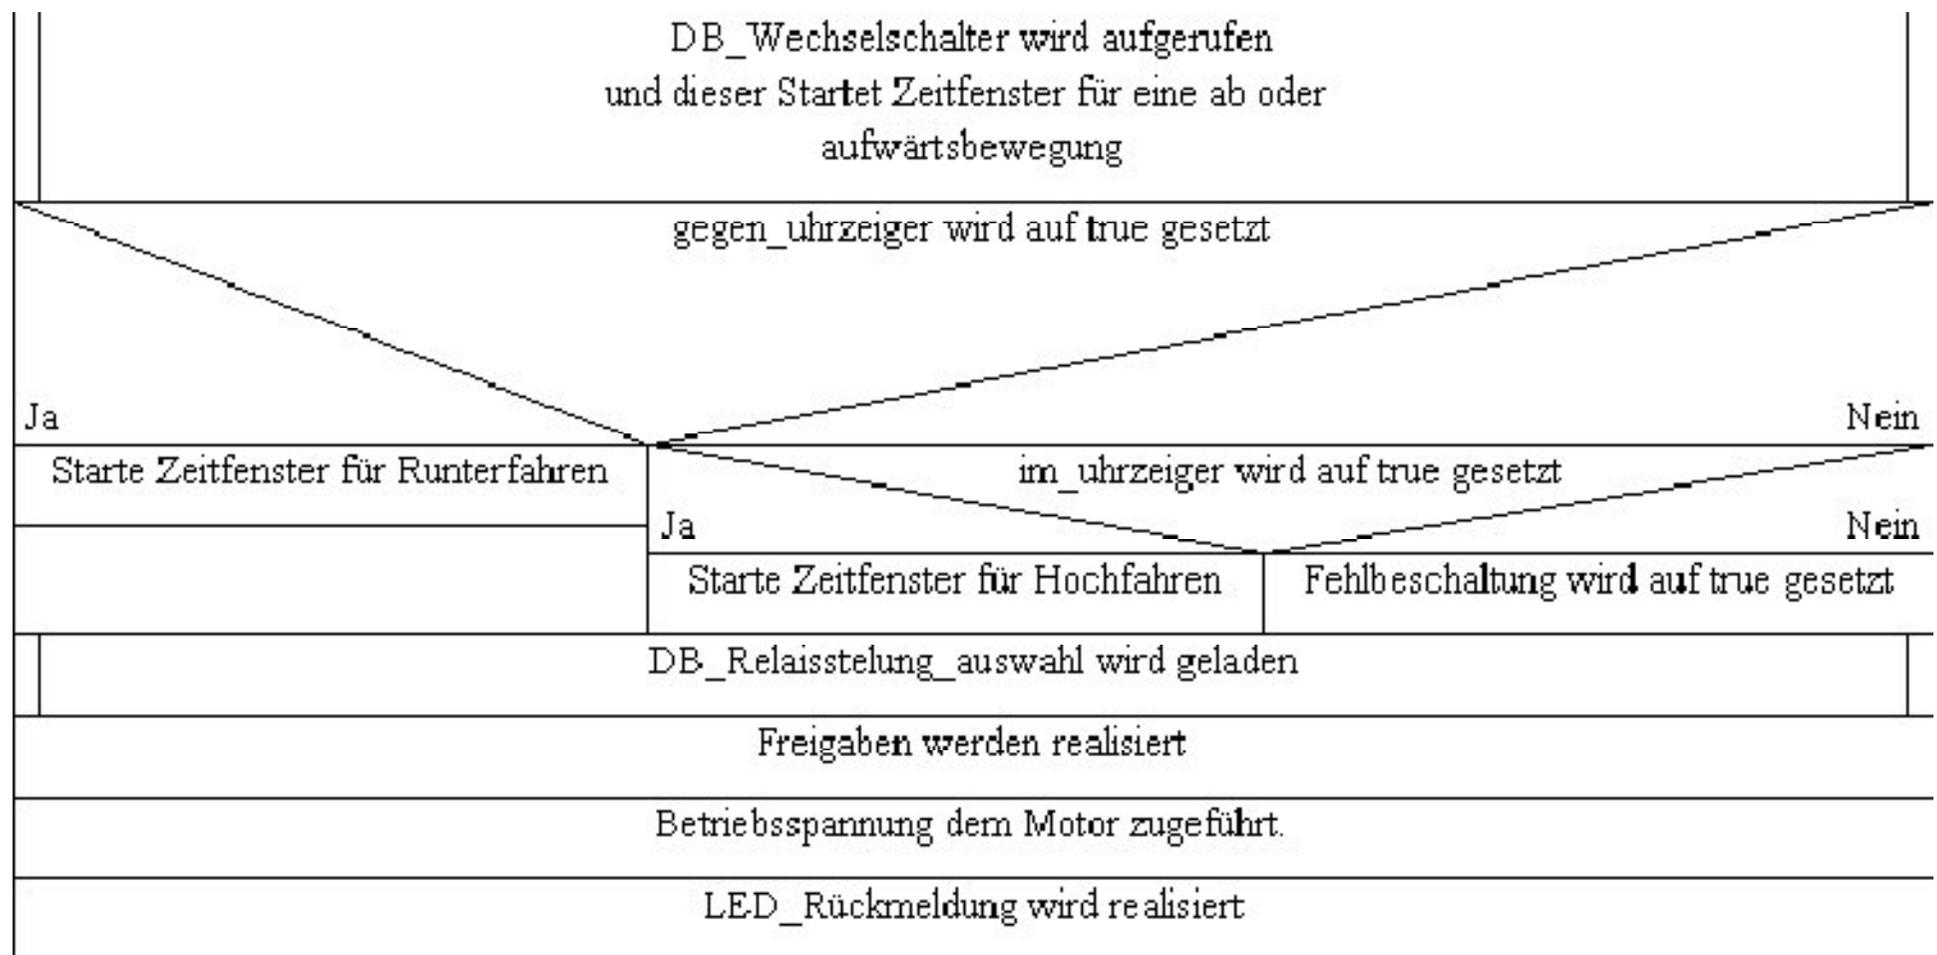 DB_Wechselschalter wird aufgerufen
und dieser Startet Zeitfenster für eine ab oder
aufwärtsbewegung
gegen_uhrzeiger wird auf true gesetzt
Ja
Nein
Starte Zeitfenster für Runterfahren
im_uhrzeiger wird auf true gesetzt
Ja
Nein
Starte Zeitfenster für Hochfahren
Fehlbeschaltung wird auf true gesetzt
DB_Relaisstelung_auswahl wird geladen
Freigaben werden realisiert
Betriebsspannung dem Motor zugeführt.
LED_Rückmeldung wird realisiert